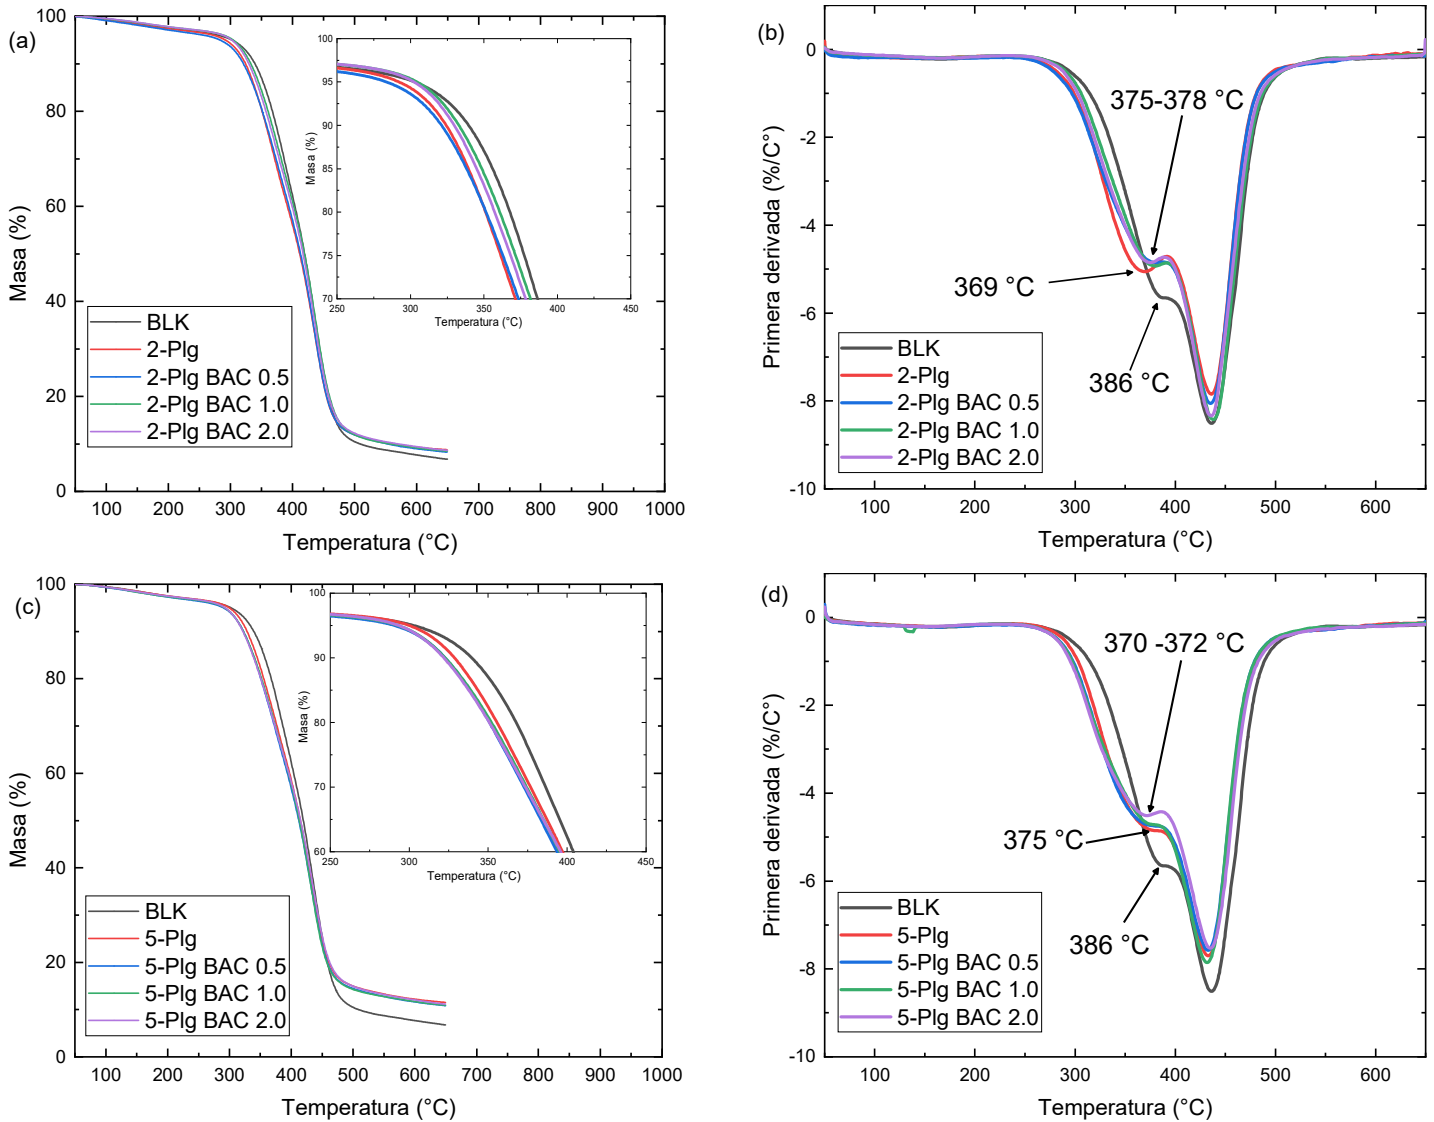 (a)
Masa (%)
100
80
60
40
20
0
100 200 300 400 500 600 700 800 900 1000
Temperatura (°C)
BLK
2-Plg
2-Plg BAC 0.5
2-Plg BAC 1.0
2-Plg BAC 2.0
Masa (%)
100
95
90
85
80
75
70
250 300 350 400 450
Temperatura (°C)
(b)
Primera derivada (%/C°)
0
-2
-4
-6
-8
-10
100 200 300 400 500 600
Temperatura (°C)
375-378 °C
369 °C
386 °C
BLK
2-Plg
2-Plg BAC 0.5
2-Plg BAC 1.0
2-Plg BAC 2.0
(c)
Masa (%)
100
80
60
40
20
0
100 200 300 400 500 600 700 800 900 1000
Temperatura (°C)
BLK
5-Plg
5-Plg BAC 0.5
5-Plg BAC 1.0
5-Plg BAC 2.0
Masa (%)
100
90
80
70
60
250 300 350 400 450
Temperatura (°C)
(d)
Primera derivada (%/C°)
0
-2
-4
-6
-8
-10
100 200 300 400 500 600
Temperatura (°C)
370 -372 °C
375 °C
386 °C
BLK
5-Plg
5-Plg BAC 0.5
5-Plg BAC 1.0
5-Plg BAC 2.0